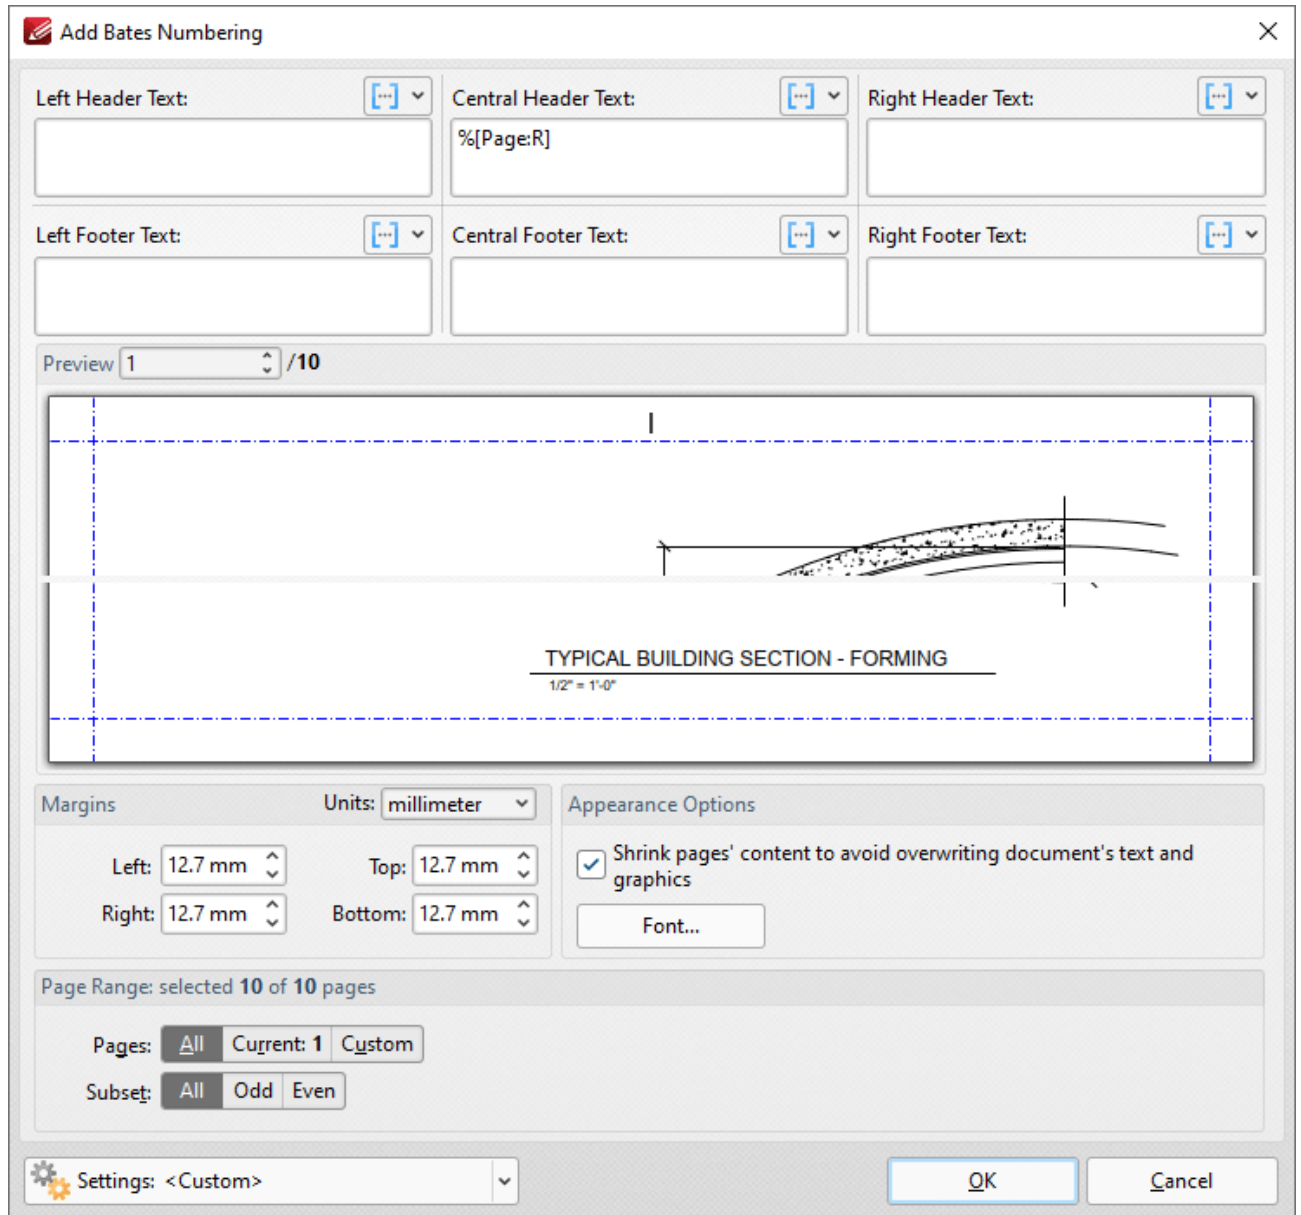 Add Bates Numbering
Left Header Text:
Central Header Text:
Right Header Text:
%[Page:R]
Left Footer Text:
Central Footer Text:
Right Footer Text:
Preview 1 /10
I
TYPICAL BUILDING SECTION - FORMING
1/2" = 1'-0"
Margins
Units: millimeter
Appearance Options
Left: 12.7 mm
Top: 12.7 mm
Right: 12.7 mm
Bottom: 12.7 mm
Shrink pages' content to avoid overwriting document's text and
graphics
Font...
Page Range: selected 10 of 10 pages
Pages: All Current: 1 Custom
Subset: All Odd Even
Settings: <Custom>
OK
Cancel